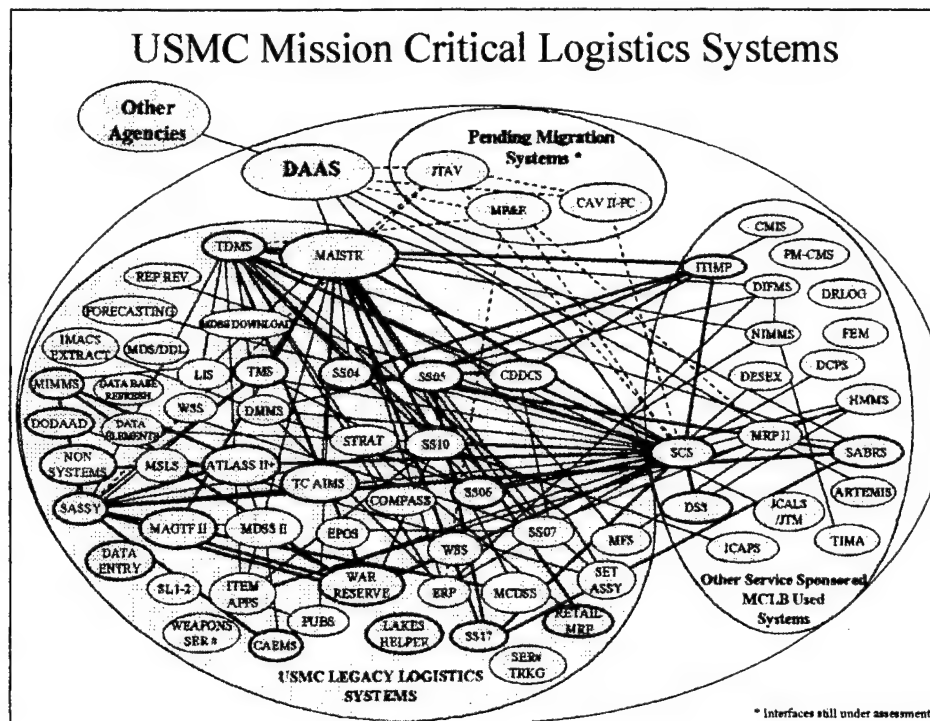 USMC Mission Critical Logistics Systems
Other
Agencies
Pending Migration
Systems *
DAAS
JTAV
MP&E
CAV II-PC
CMIS
TDMS
MAISTR
ITIMP
PM-CMS
REP REV
DIFMS
DRLOG
FORECASTING
MDSS DOWNLOAD
NIMMS
FEM
IMACS
EXTRACT
MDS/DDL
LIS
TMS
SS04
SS05
CDDCS
DESEX
DCPS
MIMMS
DATA BASE
REFRESH
HMMS
WSS
DMMS
DODAAD
DATA
ELEMENTS
STRAT
SS10
MRP II
SCS
SABRS
NON
SYSTEMS
MSLS
ATLASS II+
TC AIMS
SS06
ARTEMIS
SASSY
COMPASS
DSS
JCALS
/JTM
MAGTF II
MDSS II
EPOS
SS07
WSS
MFS
ICAPS
TIMA
DATA
ENTRY
SL1-2
ITEM
APPS
WAR
RESERVE
ERP
MCDSS
SET
ASSY
Other Service Sponsored
MCLB Used
Systems
WEAPONS
SER #
CAEMS
PUBS
LAKES
HELPER
SS17
RETAIL
MRP
SER#
TRKG
USMC LEGACY LOGISTICS
SYSTEMS
* Interfaces still under assessment